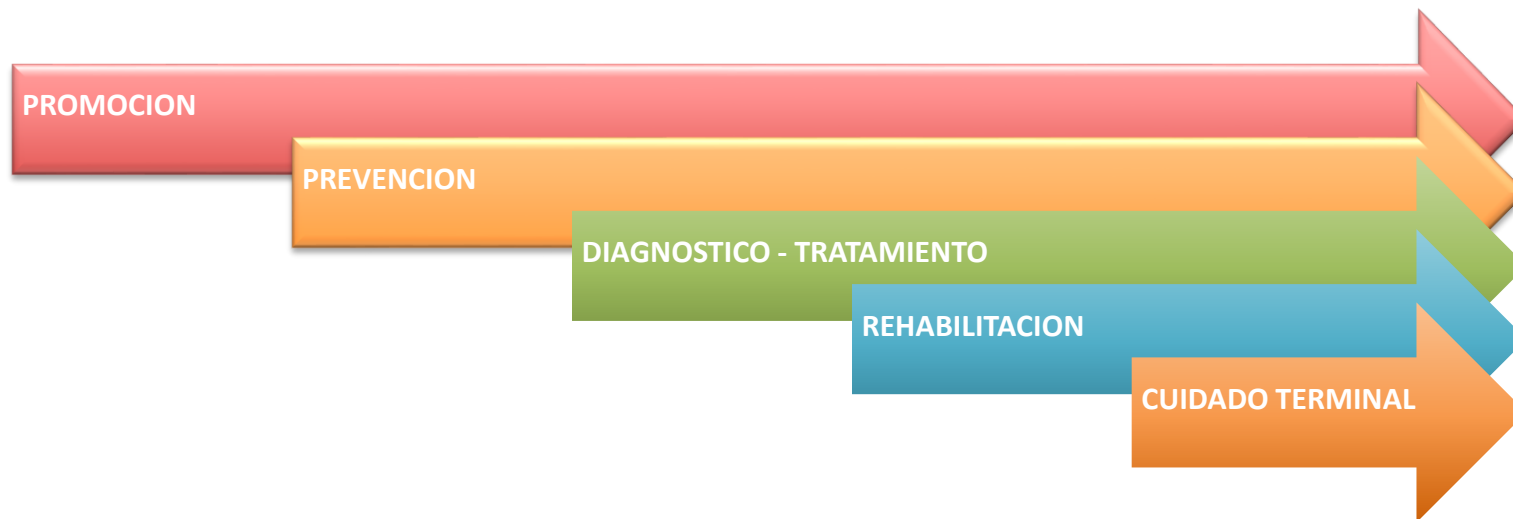 PROMOCION
PREVENCION
DIAGNOSTICO - TRATAMIENTO
REHABILITACION
CUIDADO TERMINAL